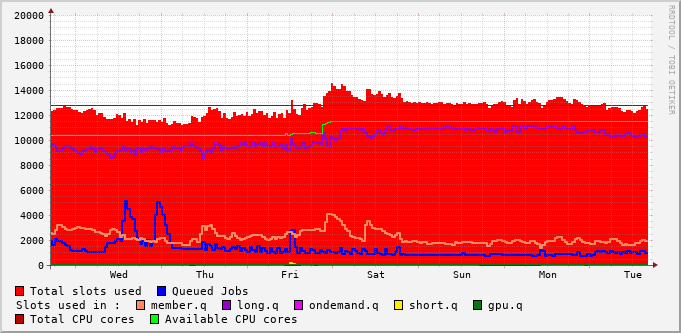 20000
18000
16000
14000
12000
10000
8000
6000
4000
2000
0
Wed Thu Fri Sat Sun Mon Tue
Total slots used Queued Jobs
Slots used in : member.q long.q ondemand.q short.q gpu.q
Total CPU cores Available CPU cores
RRDTOOL / TOBI OETIKER